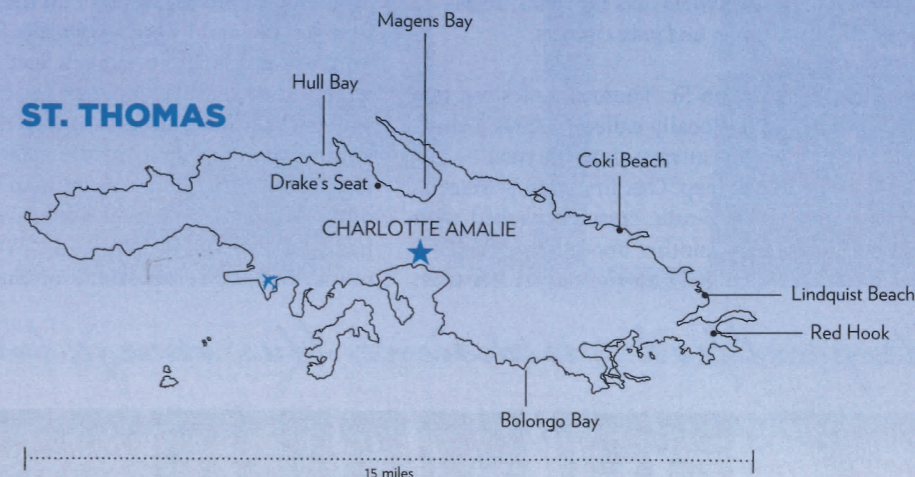 Magens Bay
Hull Bay
ST. THOMAS
Coki Beach
Drake's Seat
CHARLOTTE AMALIE
Lindquist Beach
Red Hook
Bolongo Bay
15 miles